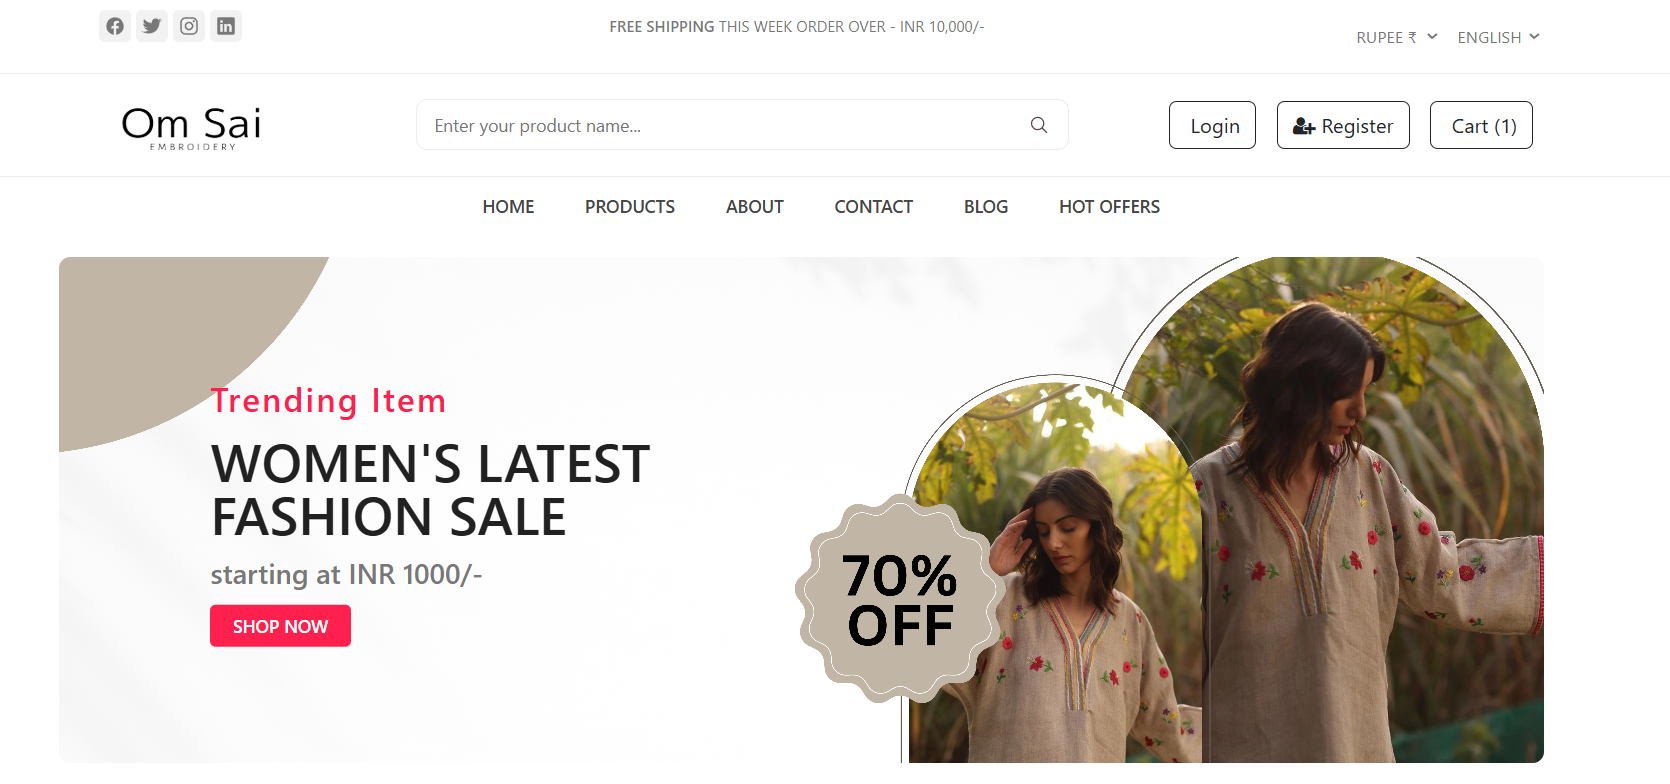 FREE SHIPPING THIS WEEK ORDER OVER - INR 10,000/-
RUPEE ₹
ENGLISH
Om Sai
EMBROIDERY
Enter your product name...
Login
Register
Cart (1)
HOME
PRODUCTS
ABOUT
CONTACT
BLOG
HOT OFFERS
Trending Item
WOMEN'S LATEST
FASHION SALE
starting at INR 1000/-
SHOP NOW
70%
OFF